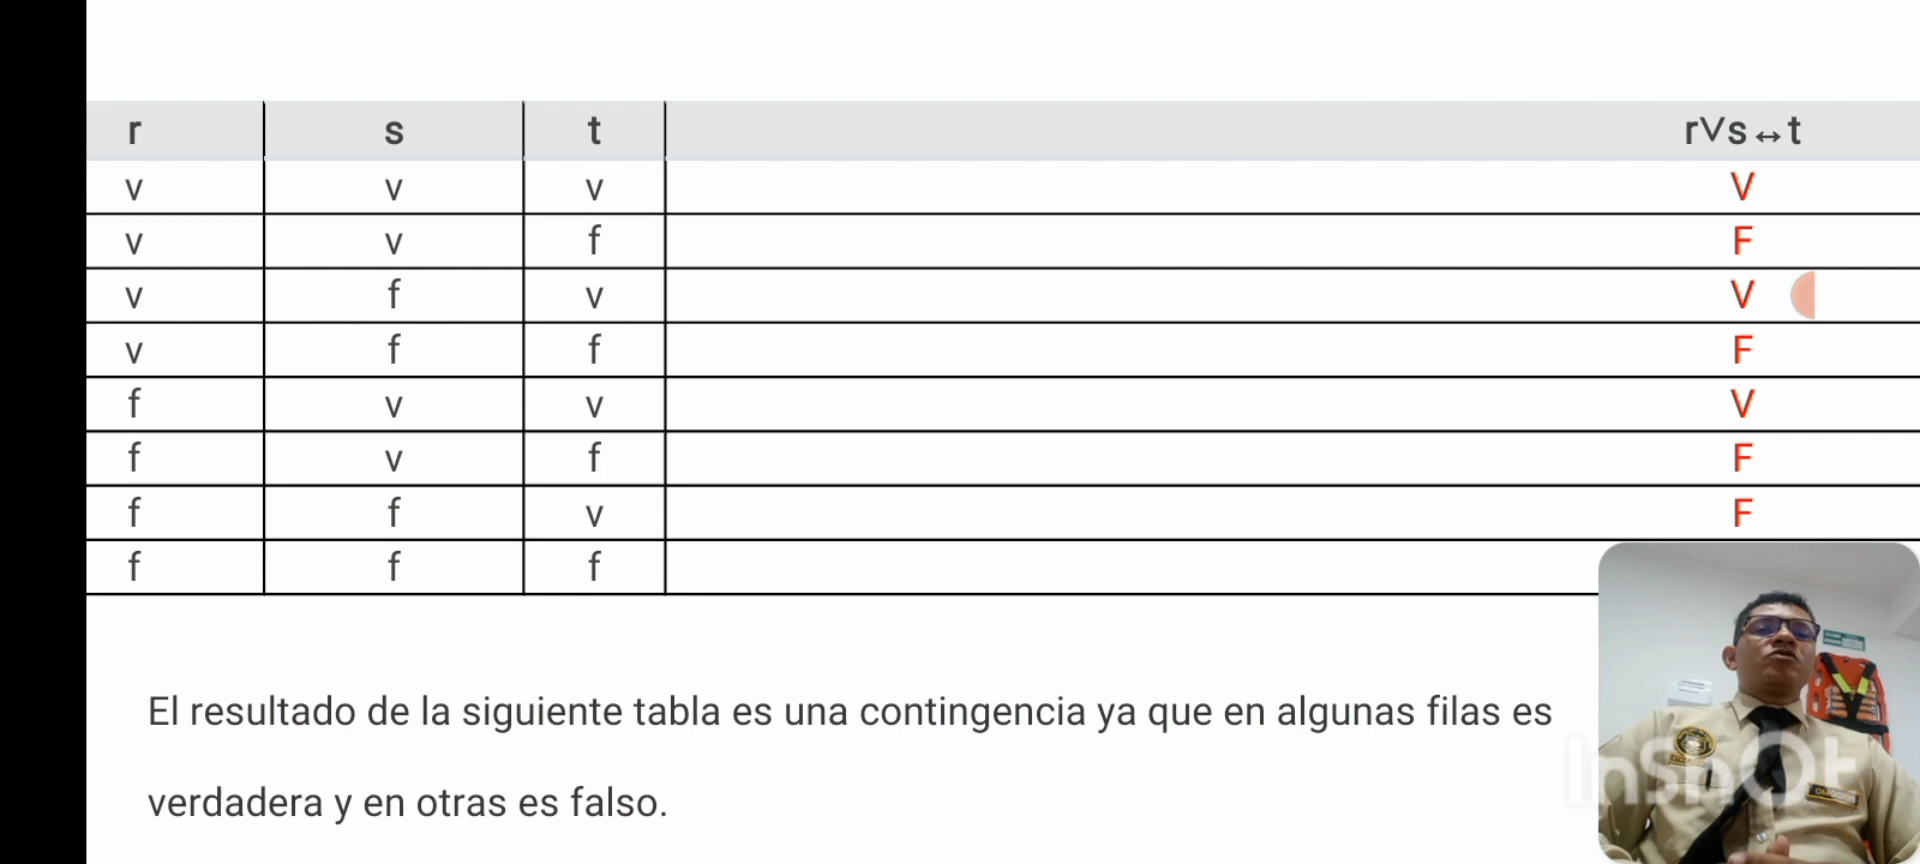 r s t r∨s↔t
v v v V
v v f F
v f v V
v f f F
f v v V
f v f F
f f v F
f f f
El resultado de la siguiente tabla es una contingencia ya que en algunas filas es
verdadera y en otras es falso.
InShOt